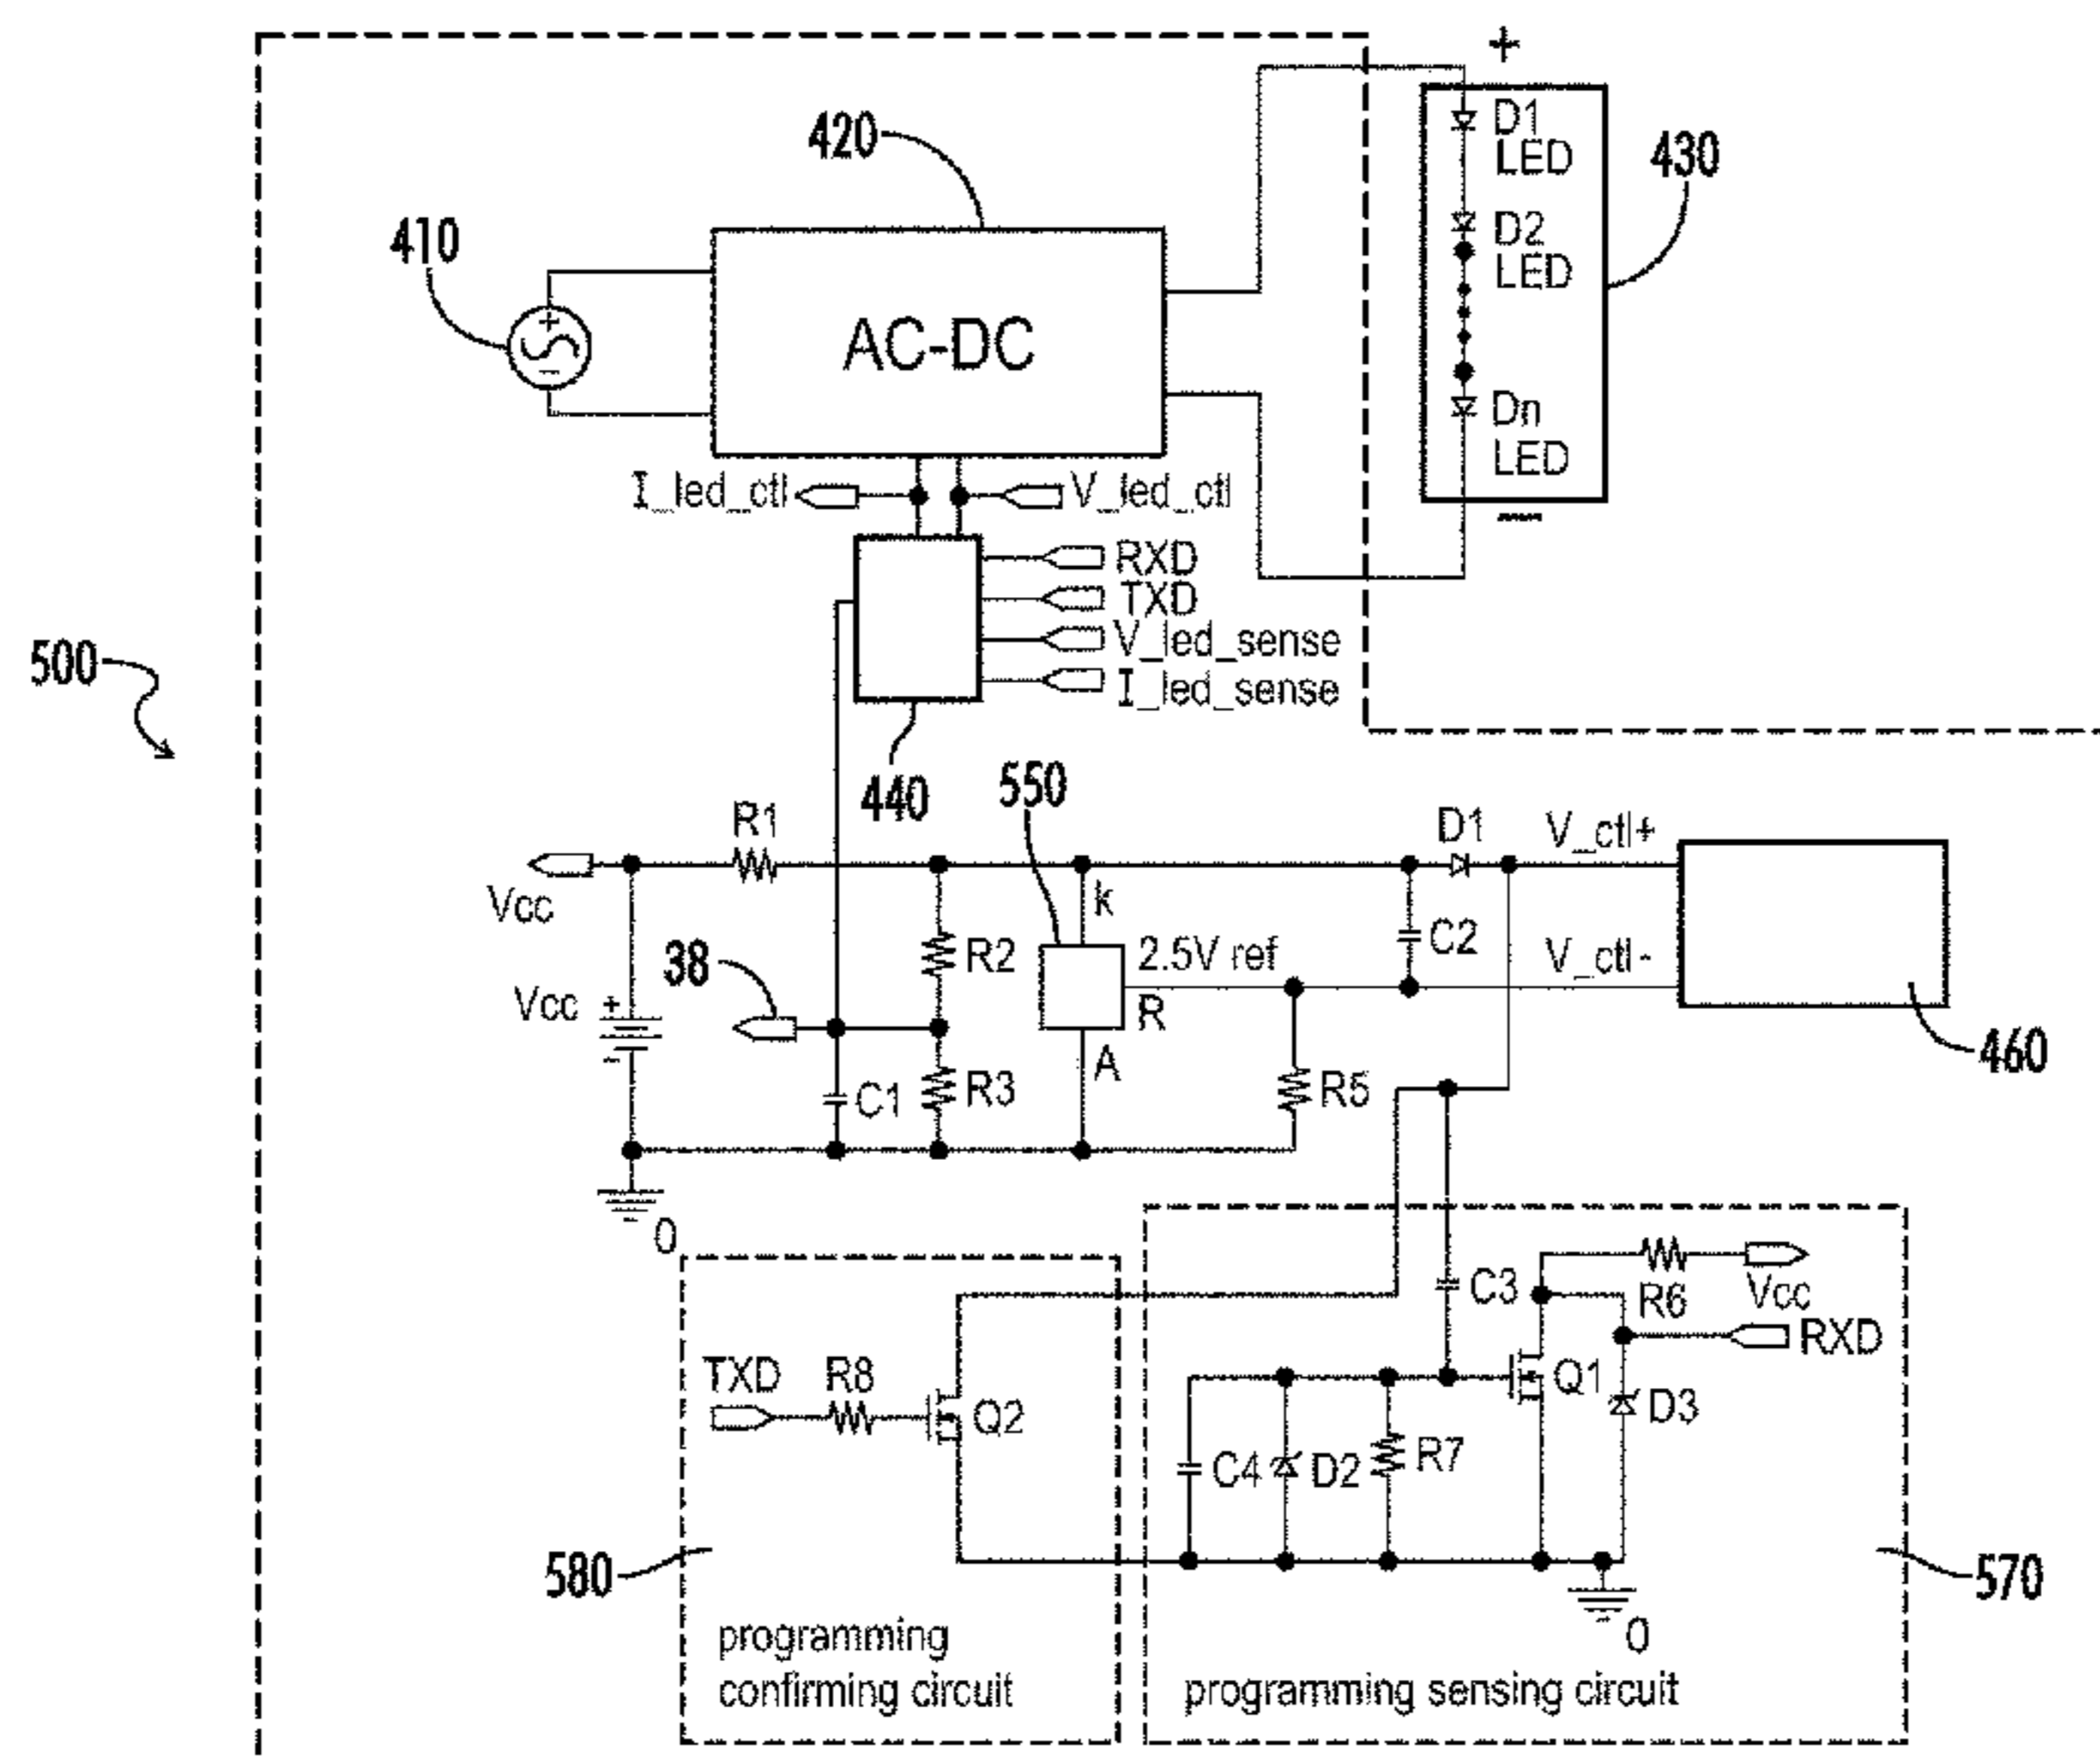 +
D1
LED
420
430
410
D2
LED
+
-
AC-DC
Dn
LED
I_led_ctl
V_led_ctl
-
RXD
TXD
V_led_sense
I_led_sense
500
440
550
R1
D1
V_ctl+
Vcc
k
38
R2
2.5V ref
C2
V_ctl-
Vcc
+
-
R
460
A
C1
R3
R5
0
C3
R6
Vcc
RXD
TXD
R8
Q2
Q1
D3
C4
D2
R7
580
570
0
programming
confirming circuit
programming sensing circuit